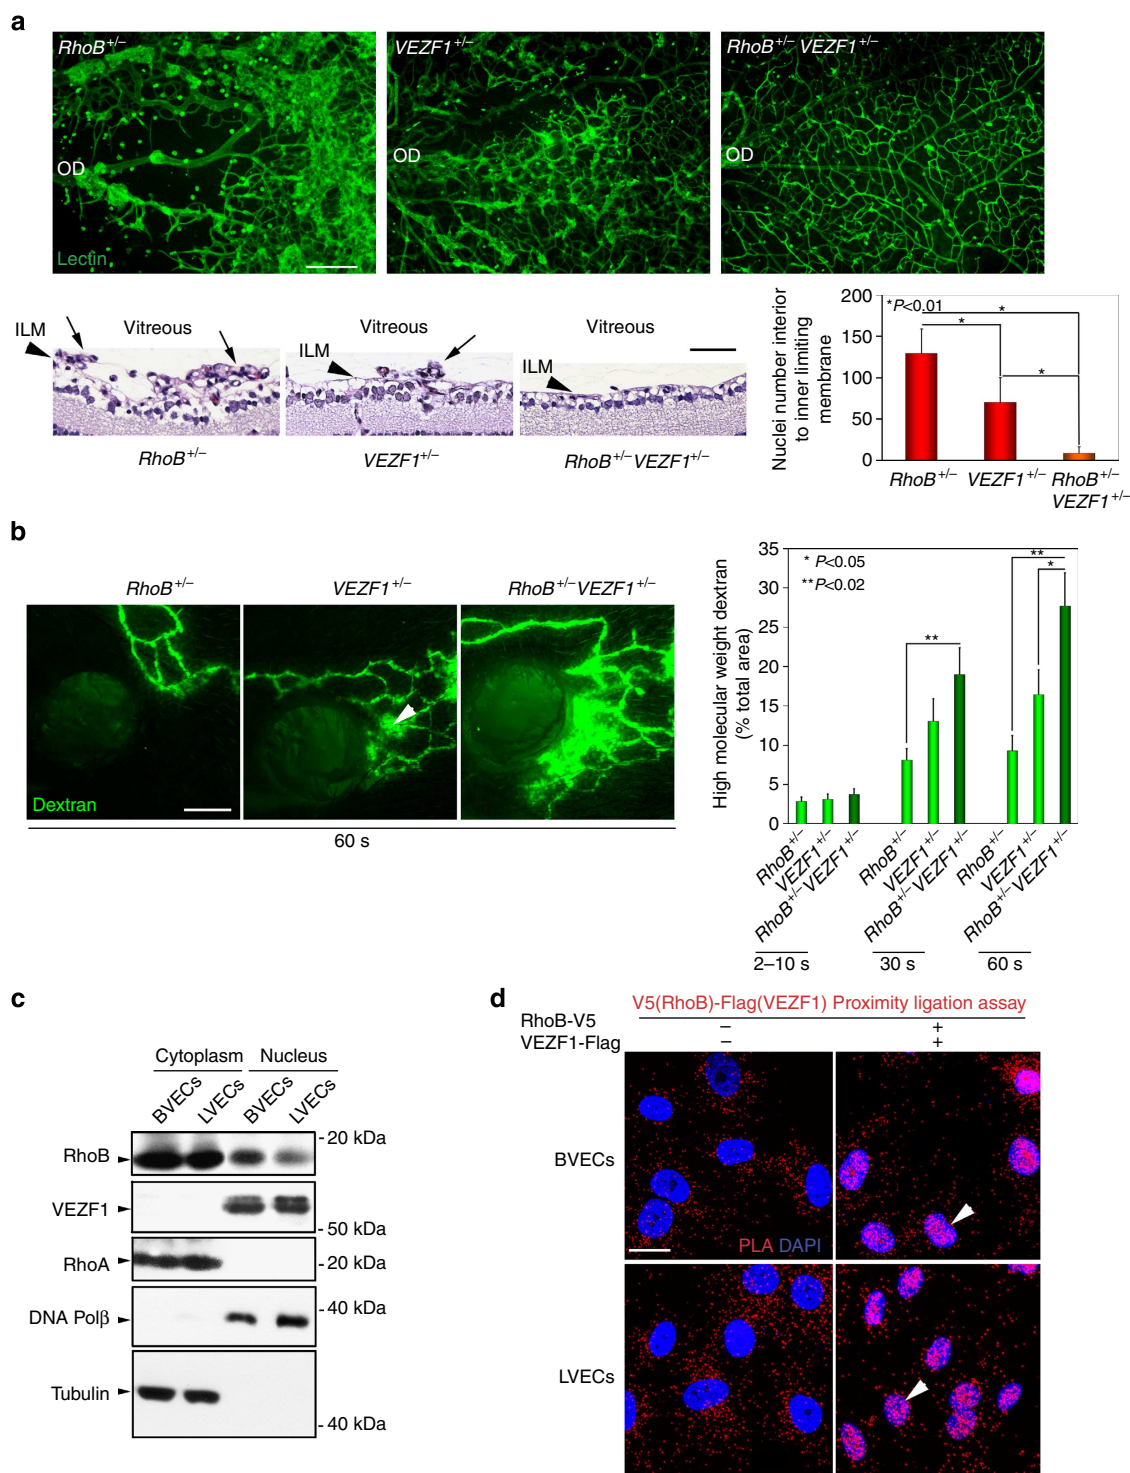 a
RhoB+/–
VEZF1+/–
RhoB+/– VEZF1+/–
OD
OD
OD
Lectin
ILM
Vitreous
Vitreous
Vitreous
ILM
ILM
RhoB+/–
VEZF1+/–
RhoB+/– VEZF1+/–
Nuclei number interior
to inner limiting
membrane
200
150
100
50
0
*P<0.01
*
*
*
RhoB+/–
VEZF1+/–
RhoB+/–
VEZF1+/–
b
RhoB+/–
VEZF1+/–
RhoB+/– VEZF1+/–
Dextran
60 s
High molecular weight dextran
(% total area)
35
30
25
20
15
10
5
0
* P<0.05
**P<0.02
**
**
*
RhoB+/–
VEZF1+/–
RhoB+/– VEZF1+/–
RhoB+/–
VEZF1+/–
RhoB+/– VEZF1+/–
RhoB+/–
VEZF1+/–
RhoB+/– VEZF1+/–
2–10 s
30 s
60 s
c
Cytoplasm
Nucleus
BVECs
LVECs
BVECs
LVECs
RhoB
- 20 kDa
VEZF1
- 50 kDa
RhoA
- 20 kDa
DNA Polβ
- 40 kDa
Tubulin
- 40 kDa
d
V5(RhoB)-Flag(VEZF1) Proximity ligation assay
RhoB-V5 – +
VEZF1-Flag – +
BVECs
PLA DAPI
LVECs